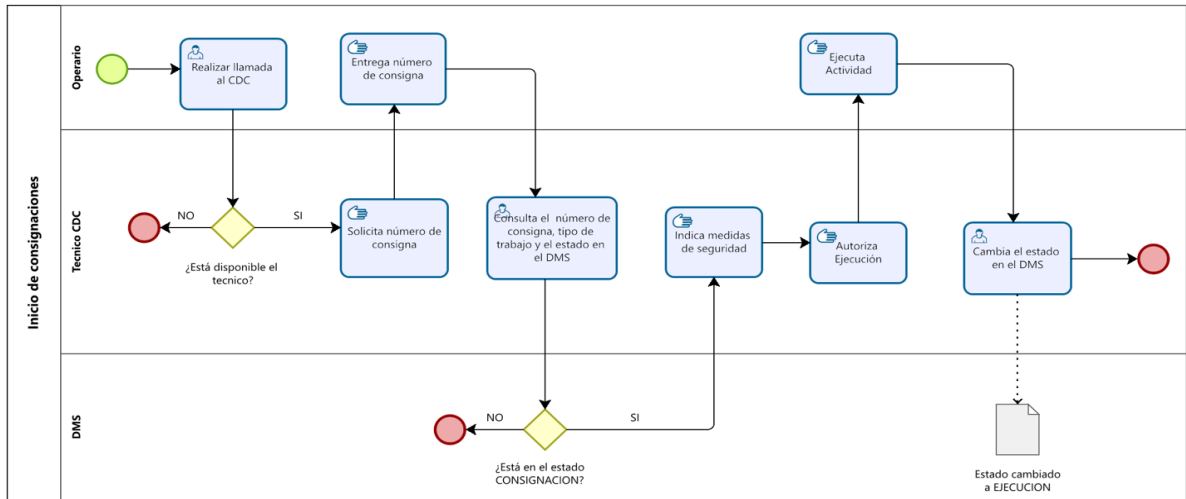 Inicio de consignaciones
Operario
Realizar llamada
al CDC
Entrega número
de consigna
Ejecuta
Actividad
Tecnico CDC
NO
SI
¿Está disponible el
tecnico?
Solicita número de
consigna
Consulta el número de
consigna, tipo de
trabajo y el estado en
el DMS
Indica medidas
de seguridad
Autoriza
Ejecución
Cambia el estado
en el DMS
DMS
NO
SI
¿Está en el estado
CONSIGNACION?
Estado cambiado
a EJECUCION